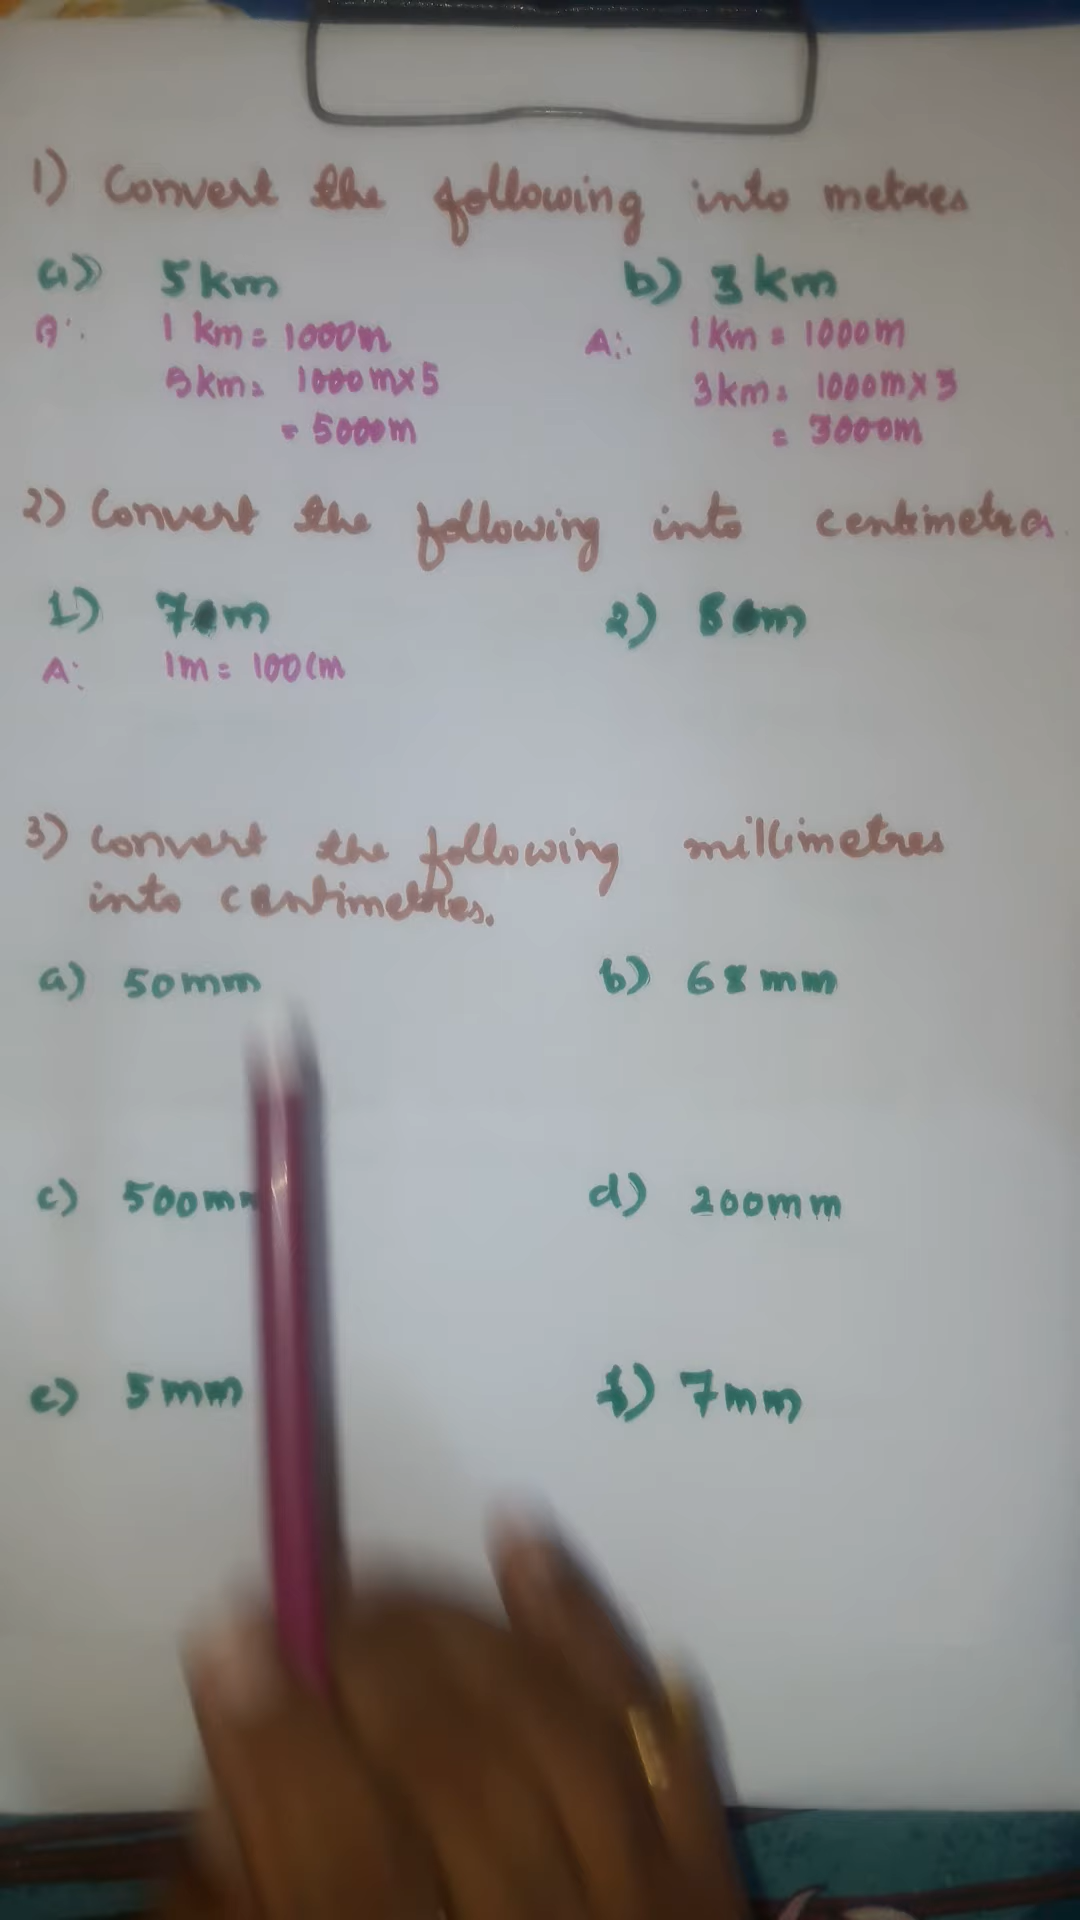 1) Convert the following into metres
a) 5km b) 3km
A: 1 km = 1000m A: 1km = 1000m
5km = 1000m×5 3km = 1000m×3
= 5000m = 3000m
2) Convert the following into centimetres
1) 7m 2) 8m
A: 1m = 100cm
3) Convert the following millimetres
into centimetres.
a) 50mm b) 68mm
c) 500mm d) 200mm
e) 5mm f) 7mm